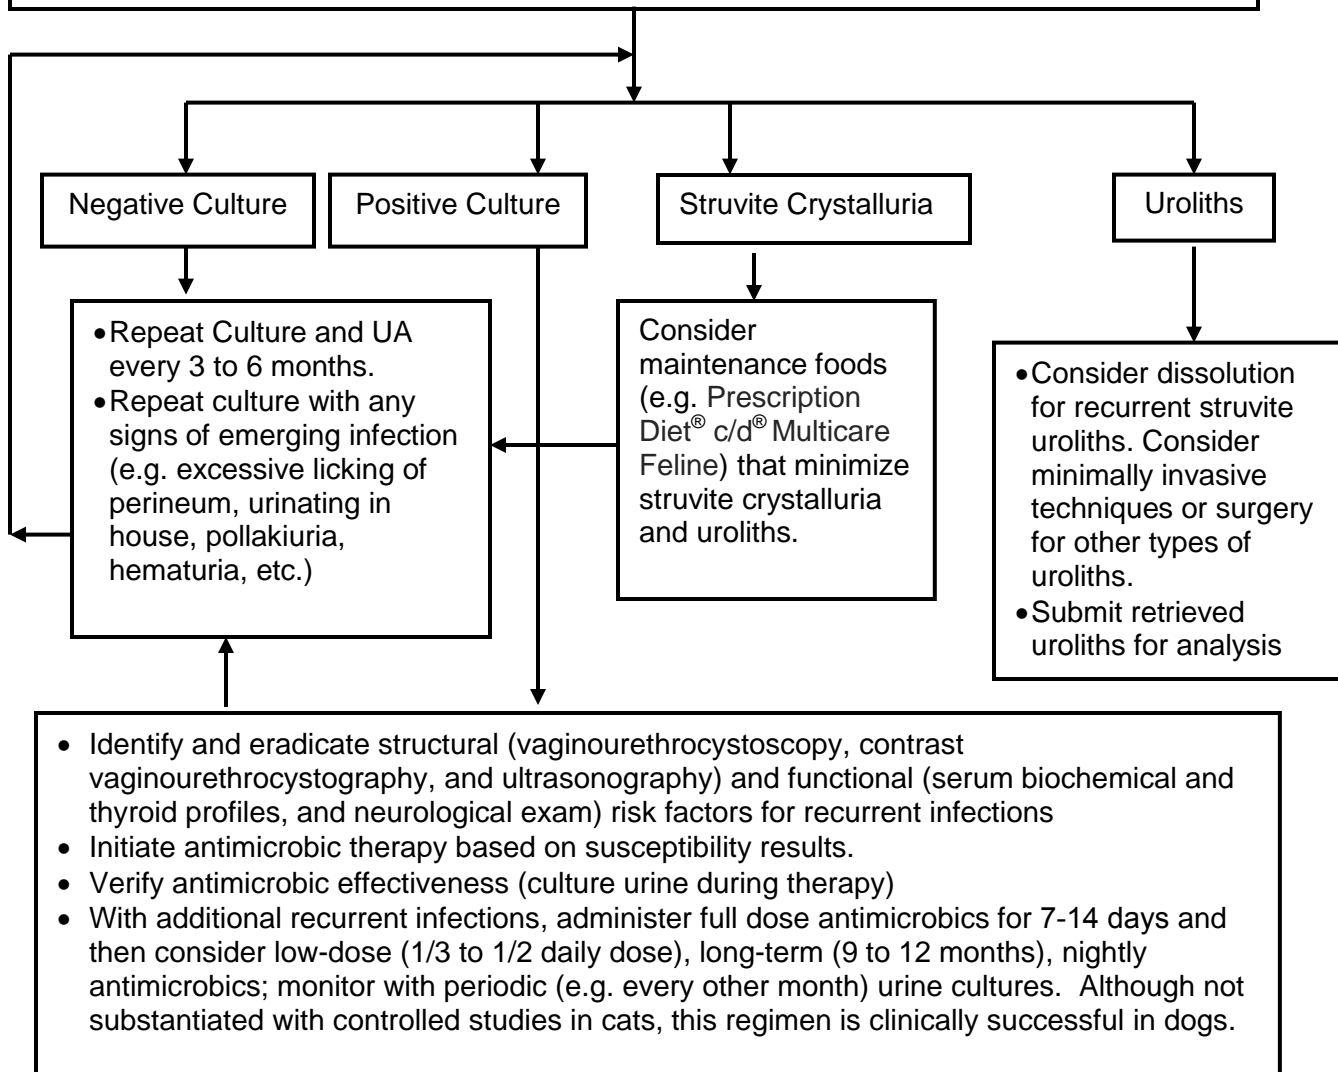 Negative Culture
Positive Culture
Struvite Crystalluria
Uroliths
•Repeat Culture and UA
every 3 to 6 months.
•Repeat culture with any
signs of emerging infection
(e.g. excessive licking of
perineum, urinating in
house, pollakiuria,
hematuria, etc.)
Consider
maintenance foods
(e.g. Prescription
Diet® c/d® Multicare
Feline) that minimize
struvite crystalluria
and uroliths.
•Consider dissolution
for recurrent struvite
uroliths. Consider
minimally invasive
techniques or surgery
for other types of
uroliths.
•Submit retrieved
uroliths for analysis
• Identify and eradicate structural (vaginourethrocystoscopy, contrast
vaginourethrocystography, and ultrasonography) and functional (serum biochemical and
thyroid profiles, and neurological exam) risk factors for recurrent infections
• Initiate antimicrobic therapy based on susceptibility results.
• Verify antimicrobic effectiveness (culture urine during therapy)
• With additional recurrent infections, administer full dose antimicrobics for 7-14 days and
then consider low-dose (1/3 to 1/2 daily dose), long-term (9 to 12 months), nightly
antimicrobics; monitor with periodic (e.g. every other month) urine cultures.  Although not
substantiated with controlled studies in cats, this regimen is clinically successful in dogs.